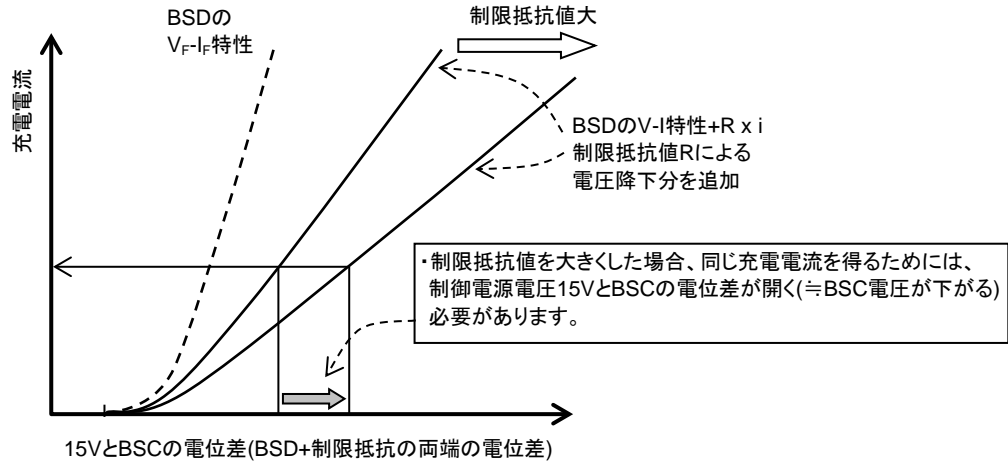 BSDの
VF-IF特性
制限抵抗値大
充電電流
BSDのV-I特性+R x i
制限抵抗値Rによる
電圧降下分を追加
・制限抵抗値を大きくした場合、同じ充電電流を得るためには、
制御電源電圧15VとBSCの電位差が開く(≒BSC電圧が下がる)
必要があります。
15VとBSCの電位差(BSD+制限抵抗の両端の電位差)